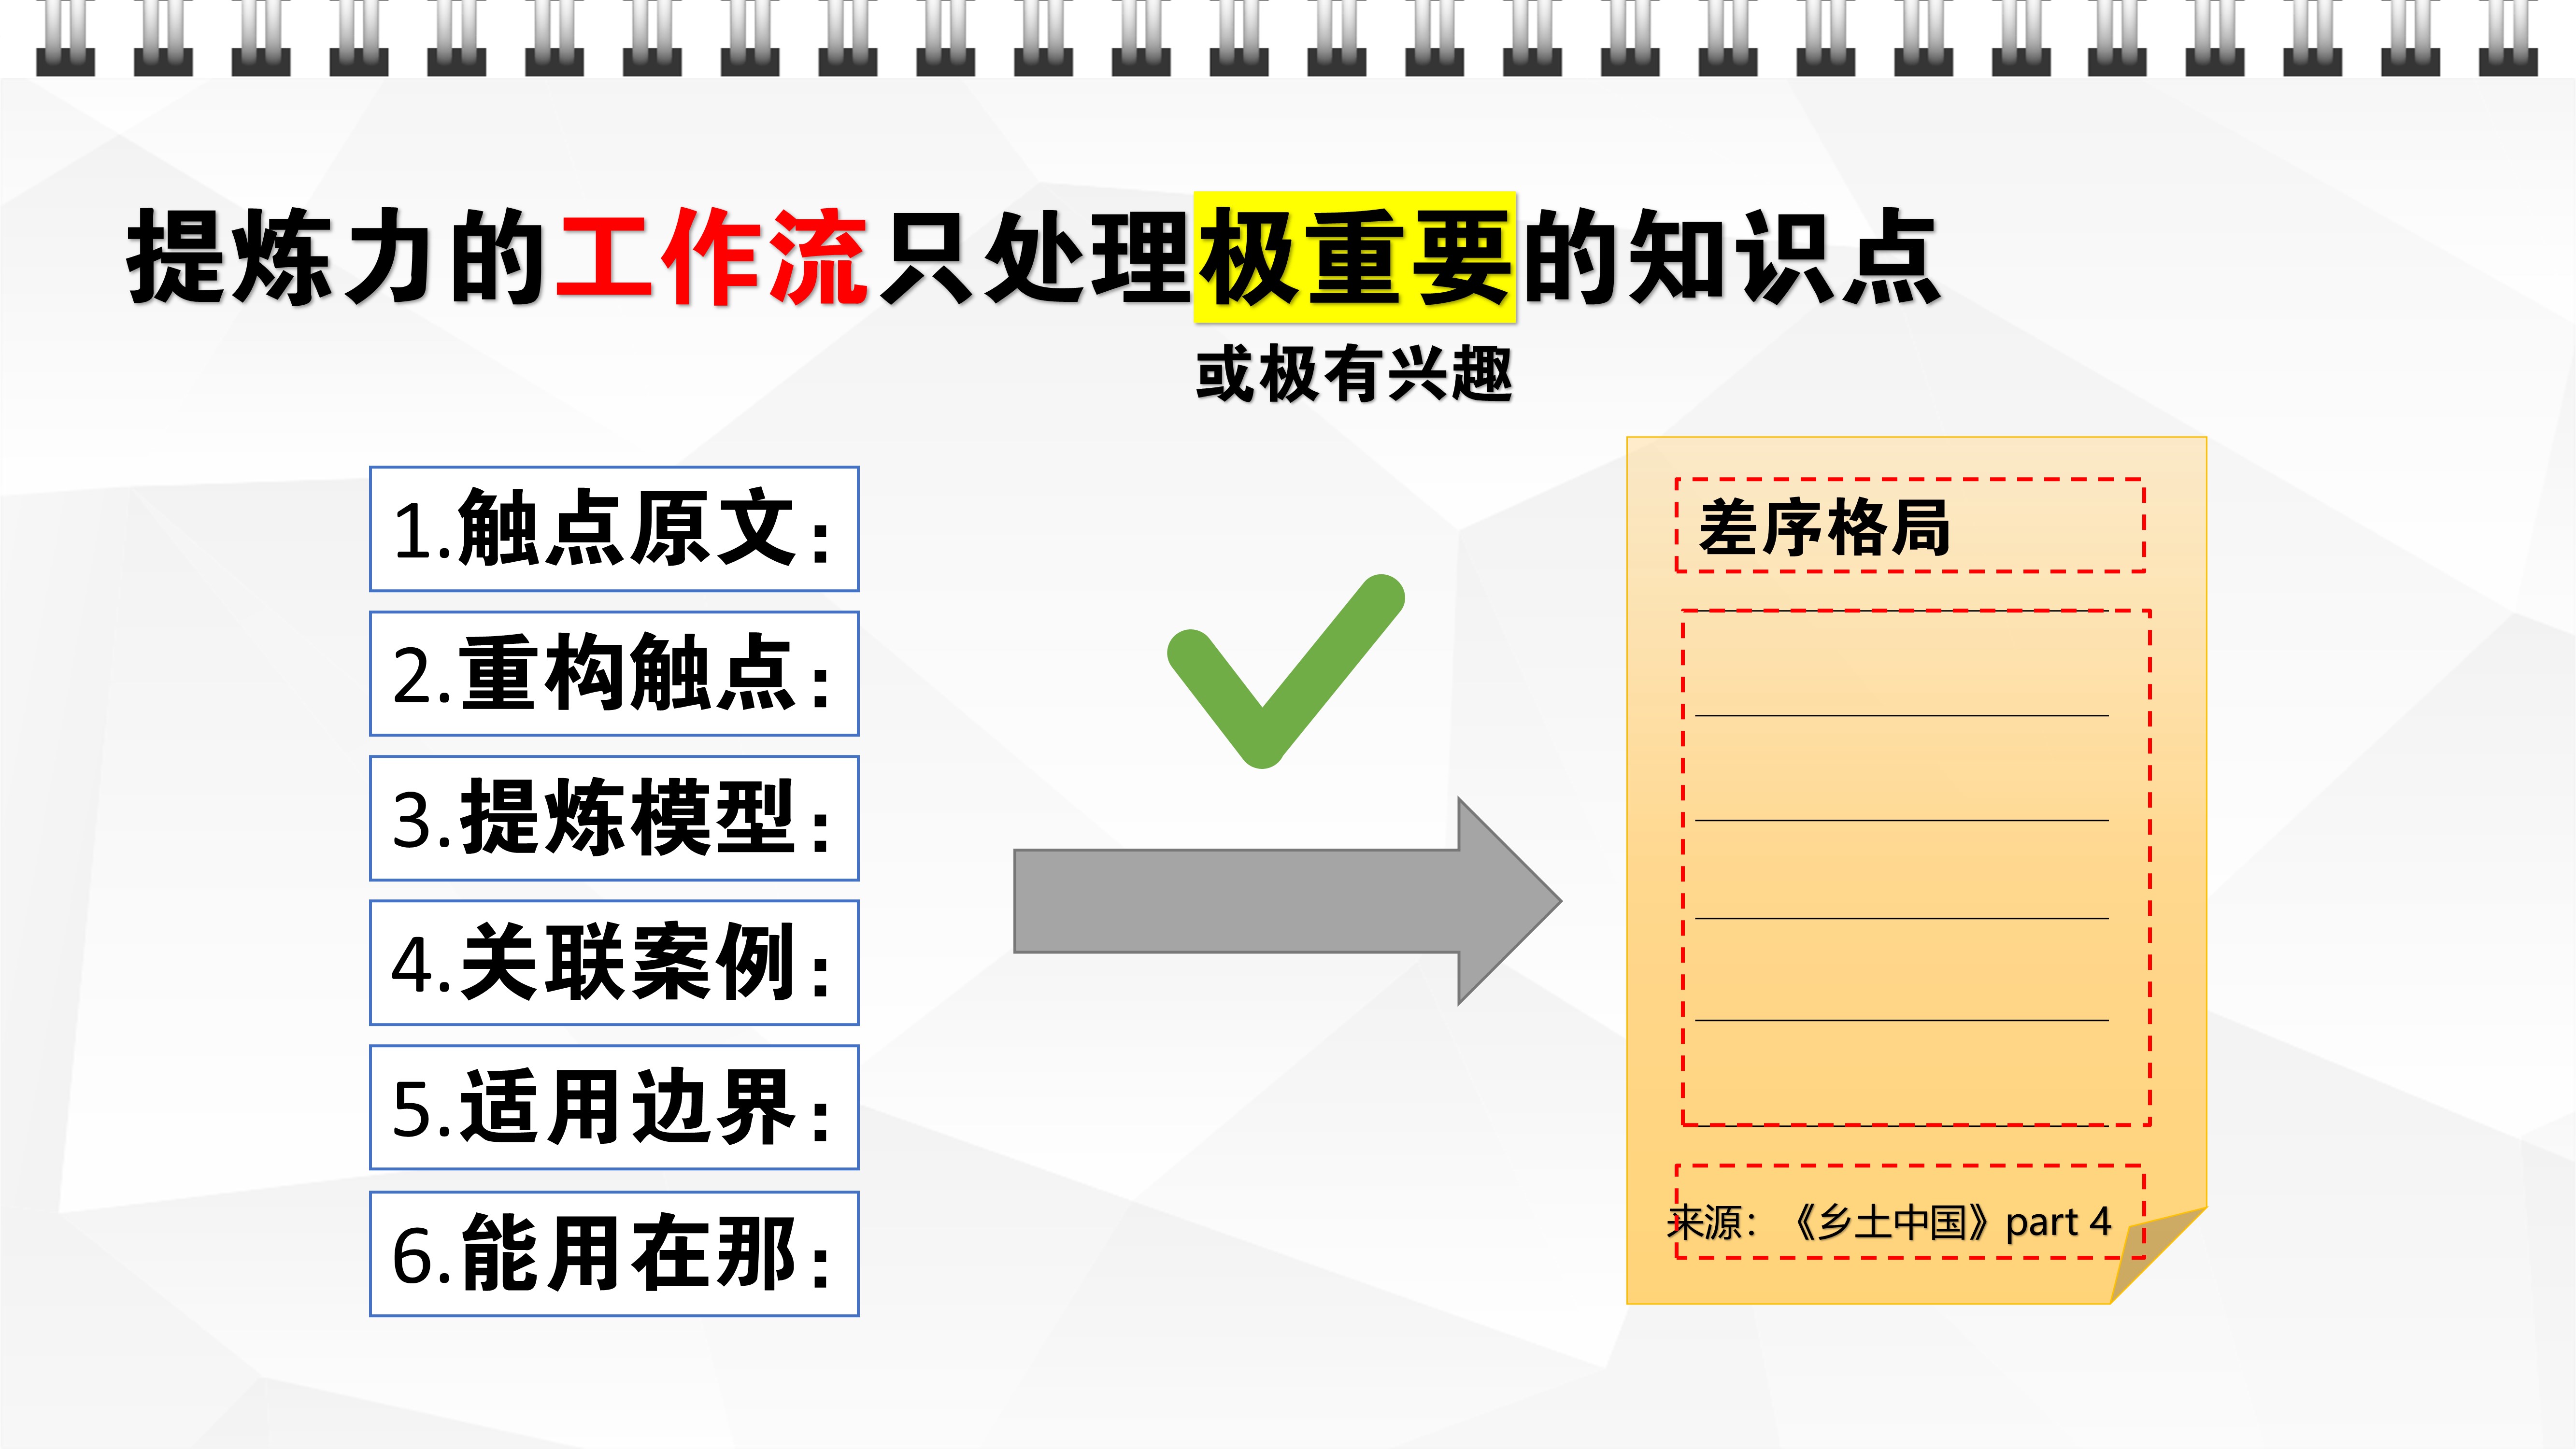 提炼力的工作流只处理极重要的知识点
或极有兴趣
1.触点原文：
2.重构触点：
3.提炼模型：
4.关联案例：
5.适用边界：
6.能用在那：
差序格局
来源：《乡土中国》part 4